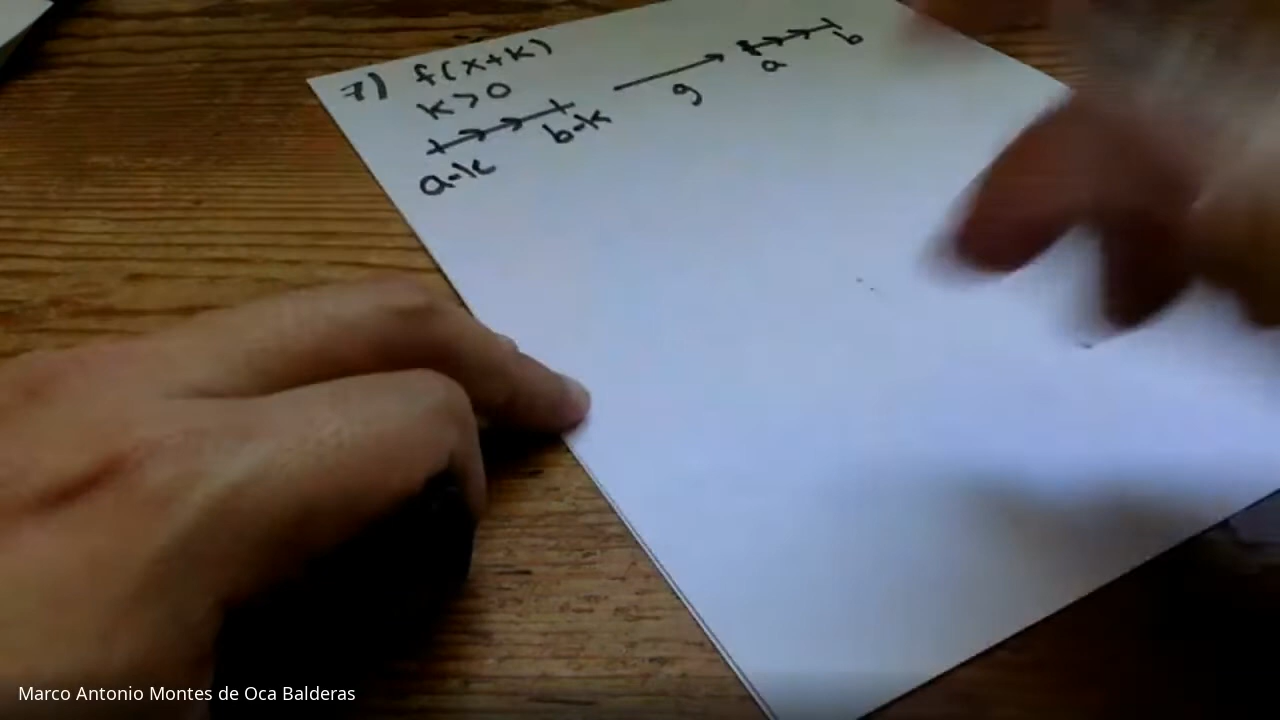 7) f(x+k)
k>0
a-k b-k g a b
Marco Antonio Montes de Oca Balderas